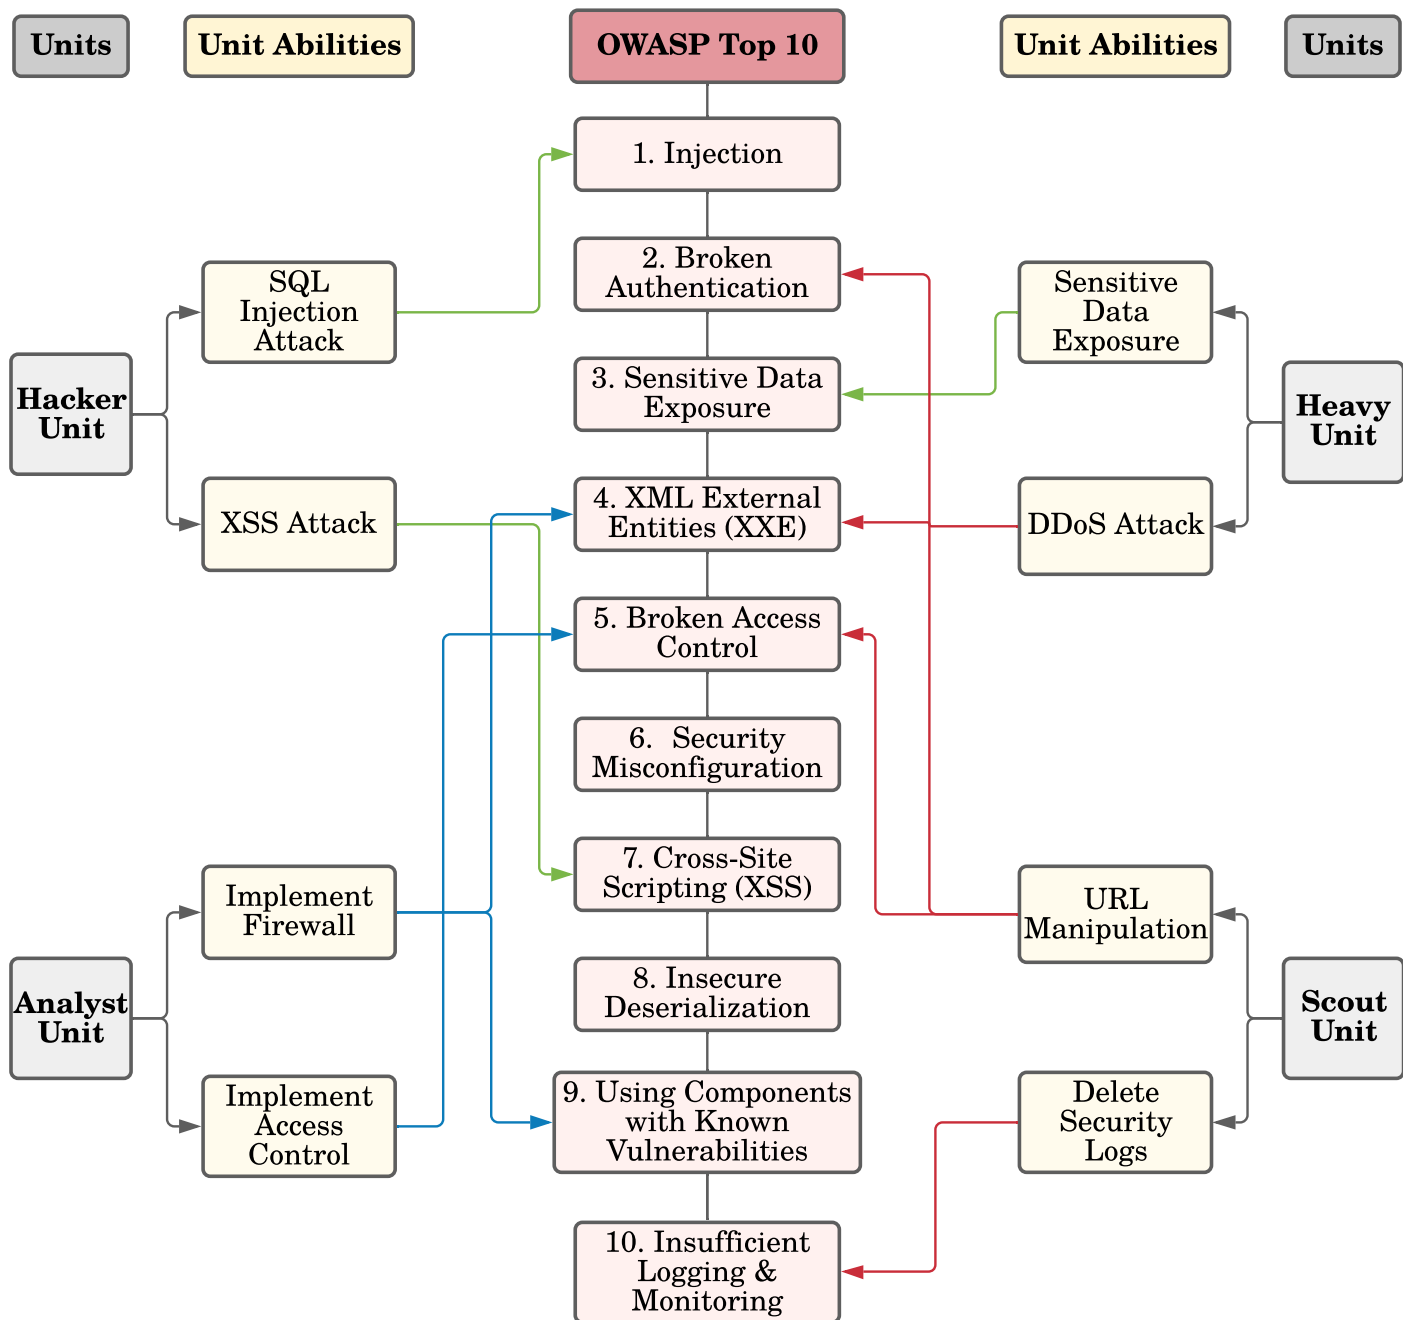 Units
Unit Abilities
OWASP Top 10
Unit Abilities
Units
1. Injection
2. Broken
Authentication
3. Sensitive Data
Exposure
4. XML External
Entities (XXE)
5. Broken Access
Control
6. Security
Misconfiguration
7. Cross-Site
Scripting (XSS)
8. Insecure
Deserialization
9. Using Components
with Known
Vulnerabilities
10. Insufficient
Logging &
Monitoring
Hacker
Unit
SQL
Injection
Attack
XSS Attack
Analyst
Unit
Implement
Firewall
Implement
Access
Control
Sensitive
Data
Exposure
DDoS Attack
Heavy
Unit
URL
Manipulation
Delete
Security
Logs
Scout
Unit